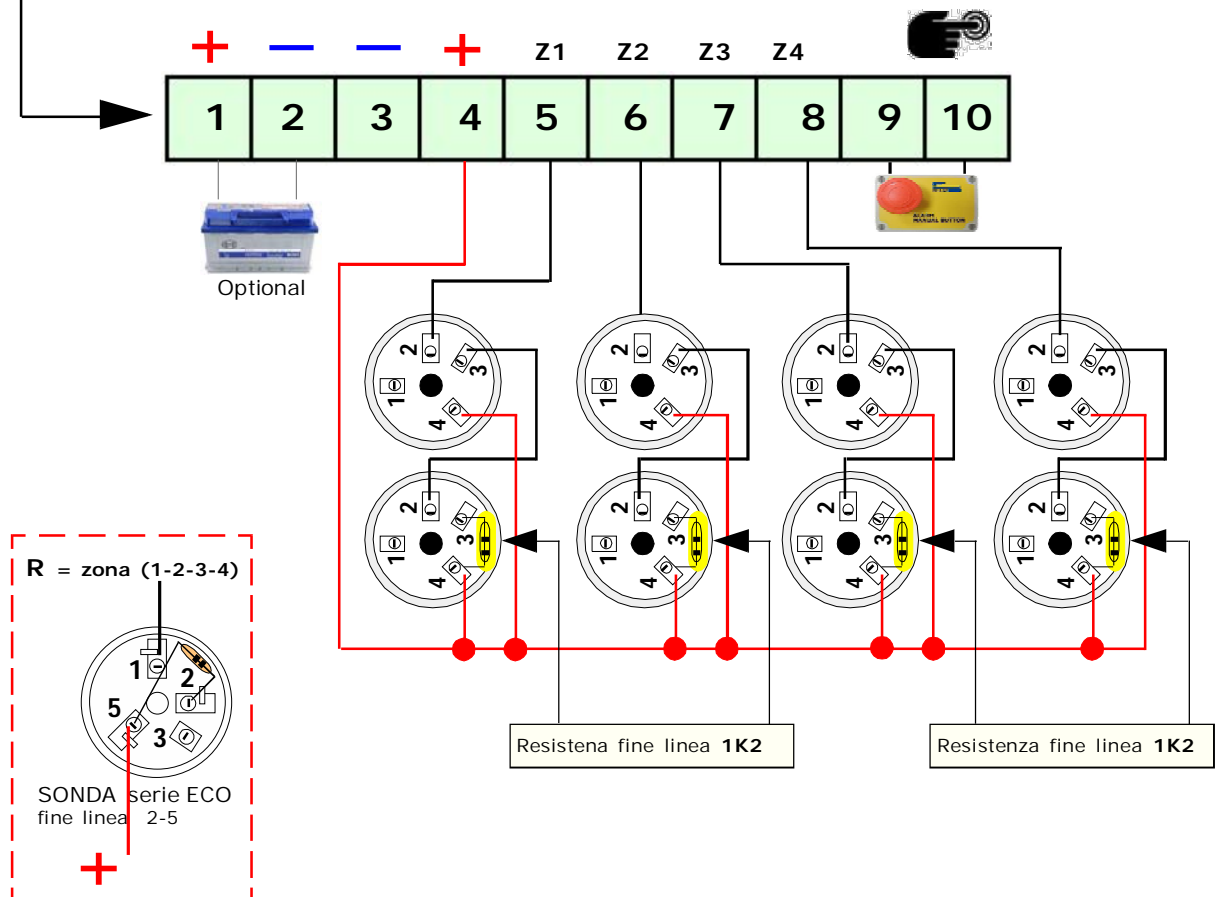 + — — + Z1 Z2 Z3 Z4
1 2 3 4 5 6 7 8 9 10
ALARM
MANUAL BUTTON
Optional
2 3 1 4
2 3 1 4
2 3 1 4
2 3 1 4
2 3 1 4
2 3 1 4
2 3 1 4
2 3 1 4
R = zona (1-2-3-4)
1 2
5 3
SONDA serie ECO
fine linea 2-5
+
Resistena fine linea 1K2
Resistenza fine linea 1K2